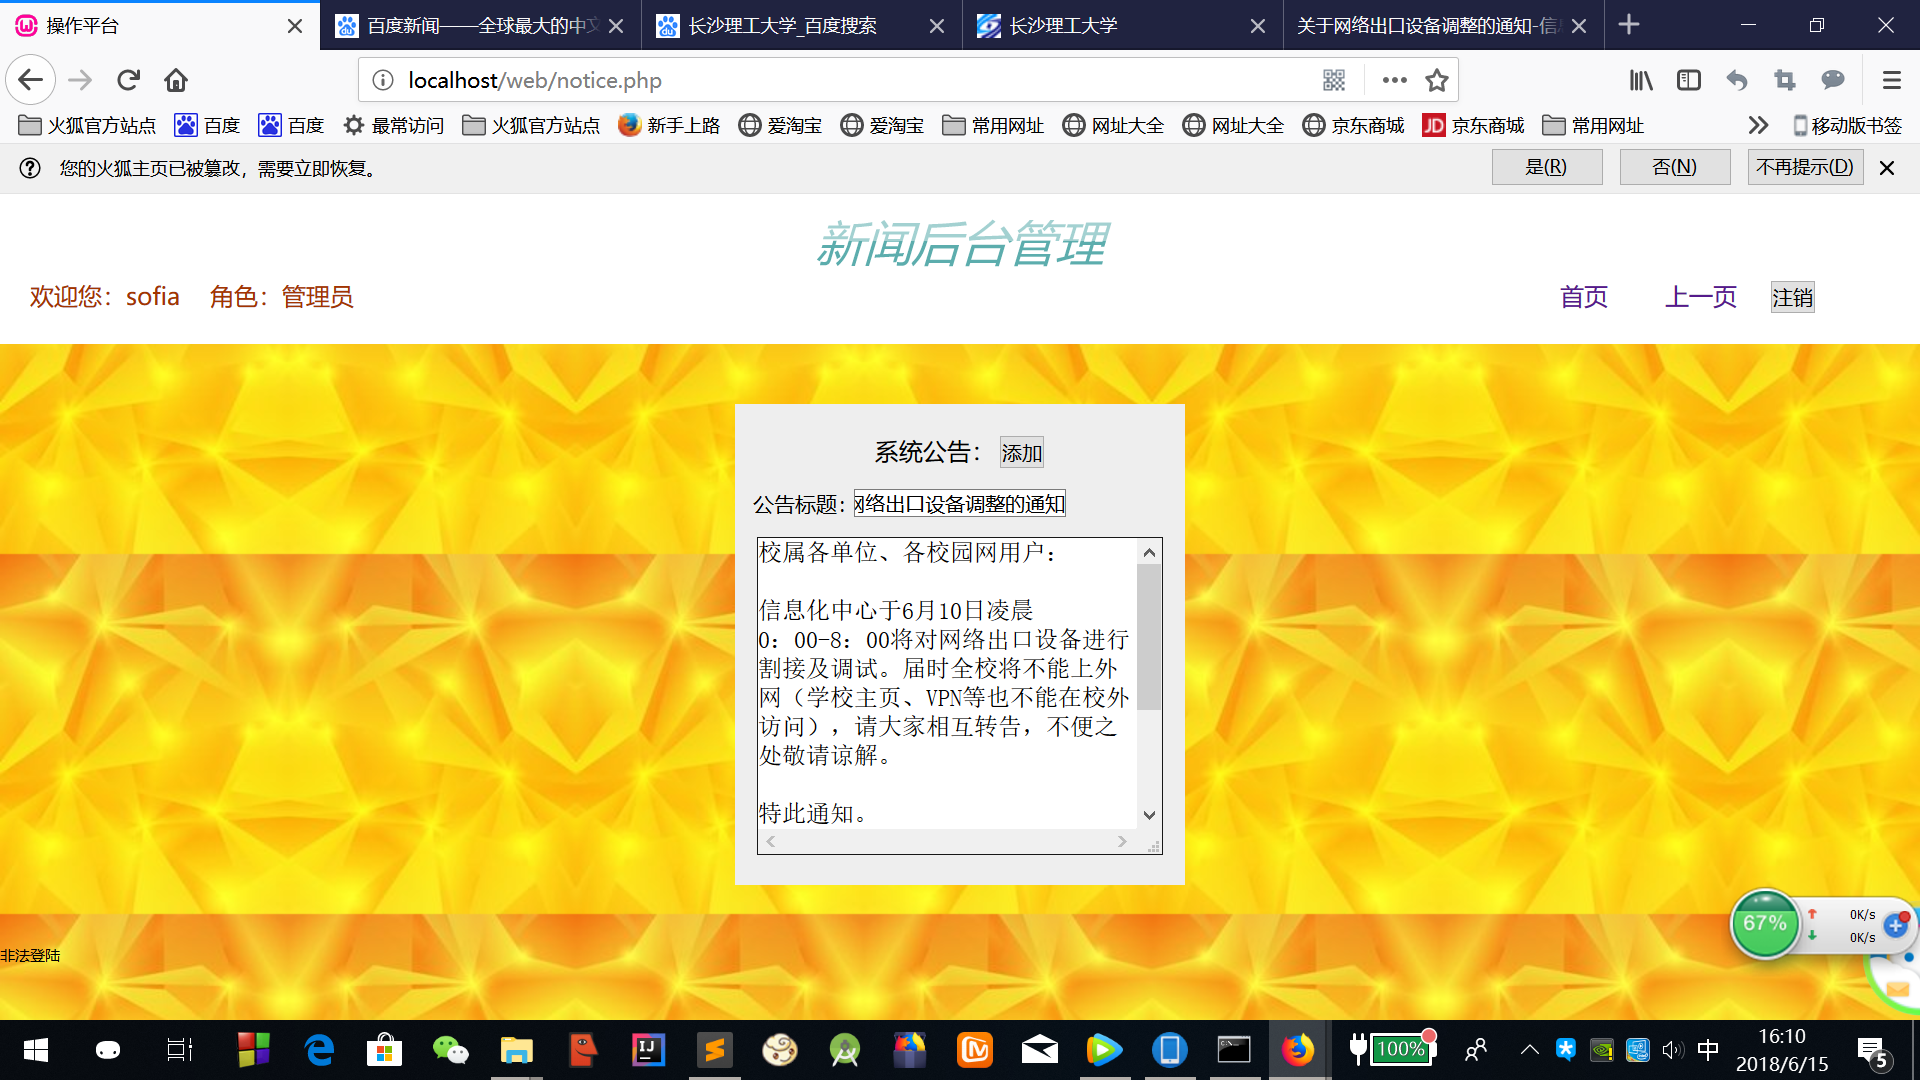 操作平台
百度新闻——全球最大的中文
长沙理工大学_百度搜索
长沙理工大学
关于网络出口设备调整的通知-信息
localhost/web/notice.php
火狐官方站点
百度
百度
最常访问
火狐官方站点
新手上路
爱淘宝
爱淘宝
常用网址
网址大全
网址大全
京东商城
JD 京东商城
常用网址
移动版书签
您的火狐主页已被篡改，需要立即恢复。
是(R)
否(N)
不再提示(D)
新闻后台管理
欢迎您：sofia 角色：管理员
首页
上一页
注销
系统公告：
添加
公告标题：
网络出口设备调整的通知
校属各单位、各校园网用户：
信息化中心于6月10日凌晨
0：00-8：00将对网络出口设备进行
割接及调试。届时全校将不能上外
网（学校主页、VPN等也不能在校外
访问），请大家相互转告，不便之
处敬请谅解。
特此通知。
67%
0K/s
0K/s
非法登陆
100%
中
16:10
2018/6/15
5